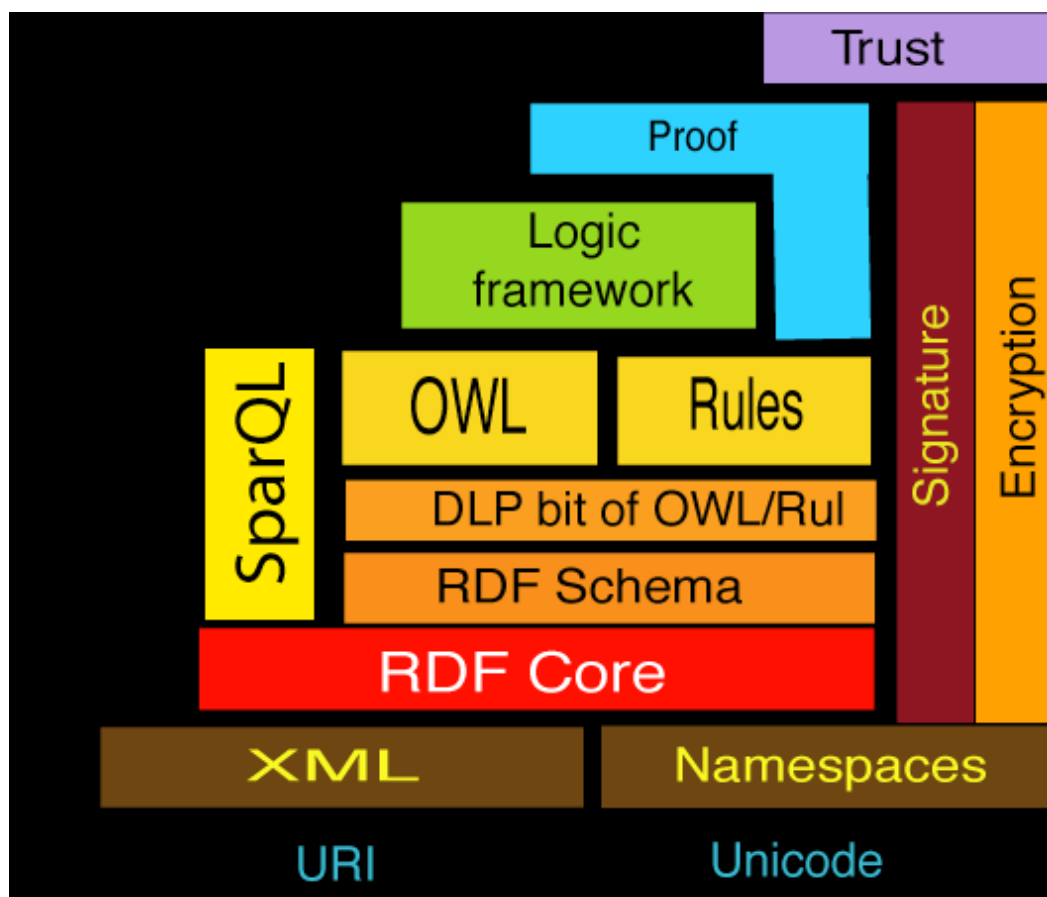 Trust
Proof
Logic
framework
SparQL
OWL
Rules
DLP bit of OWL/Rul
RDF Schema
RDF Core
Signature
Encryption
XML
Namespaces
URI
Unicode